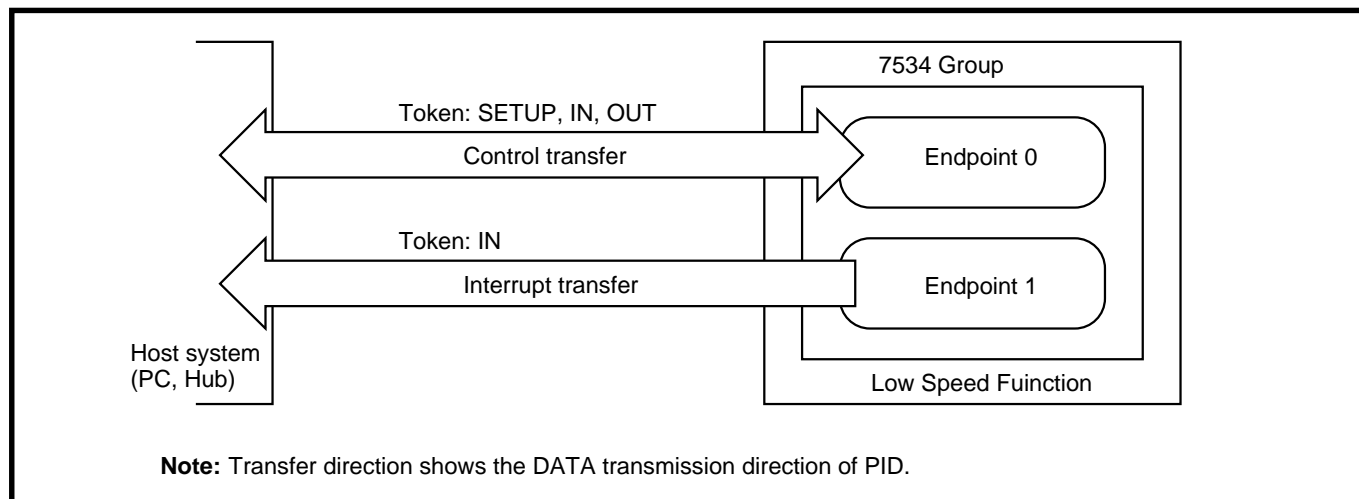 7534 Group
Token: SETUP, IN, OUT
Control transfer
Endpoint 0
Token: IN
Interrupt transfer
Endpoint 1
Host system
(PC, Hub)
Low Speed Fuinction
Note: Transfer direction shows the DATA transmission direction of PID.